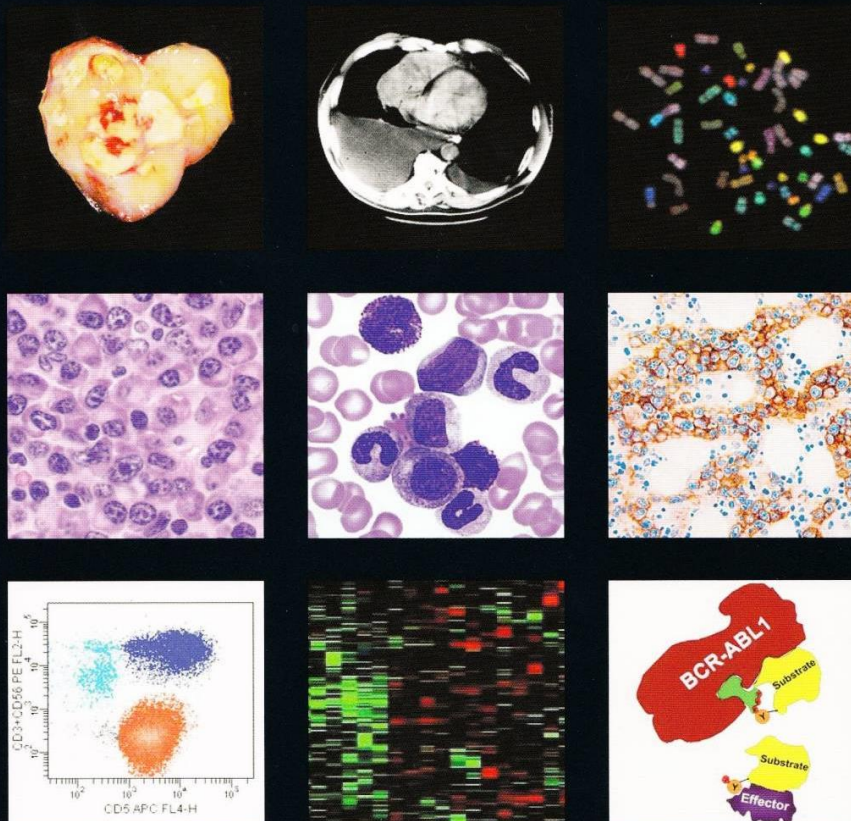 CD3+CD56 PE FL2-H
10⁵
10⁴
10³
10²
10² 10³ 10⁴ 10⁵
CD5 APC FL4-H
BCR-ABL1
Substrate
Y
Substrate
Y
Effector